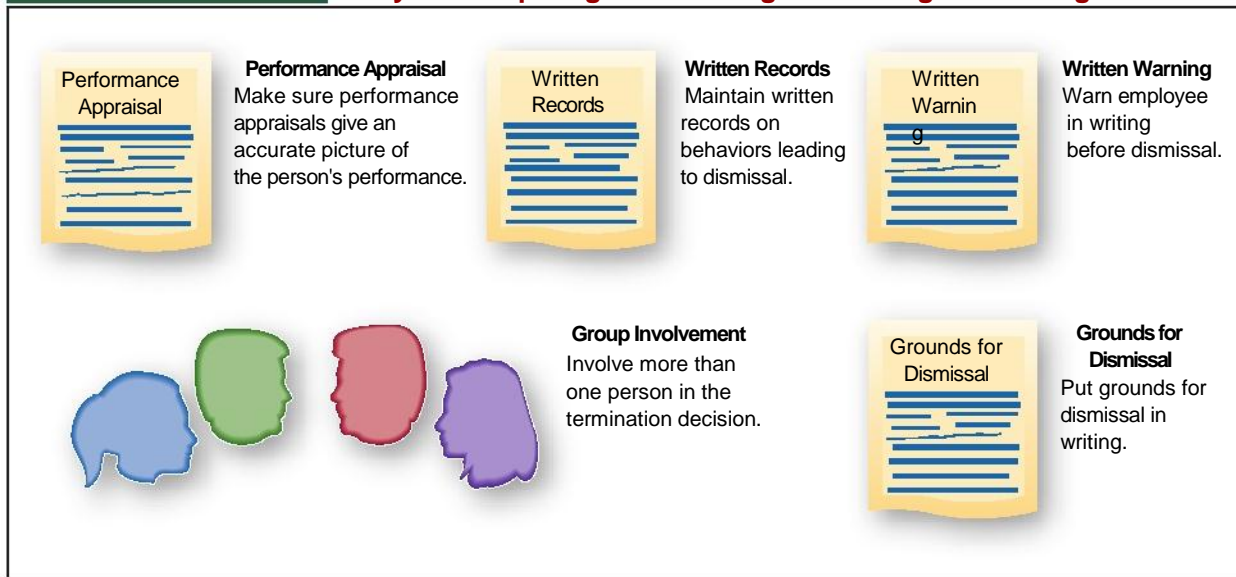 Performance
Appraisal
Performance Appraisal
Make sure performance
appraisals give an
accurate picture of
the person's performance.
Written
Records
Written Records
Maintain written
records on
behaviors leading
to dismissal.
Written
Warnin
g
Written Warning
Warn employee
in writing
before dismissal.
Group Involvement
Involve more than
one person in the
termination decision.
Grounds for
Dismissal
Grounds for
Dismissal
Put grounds for
dismissal in
writing.